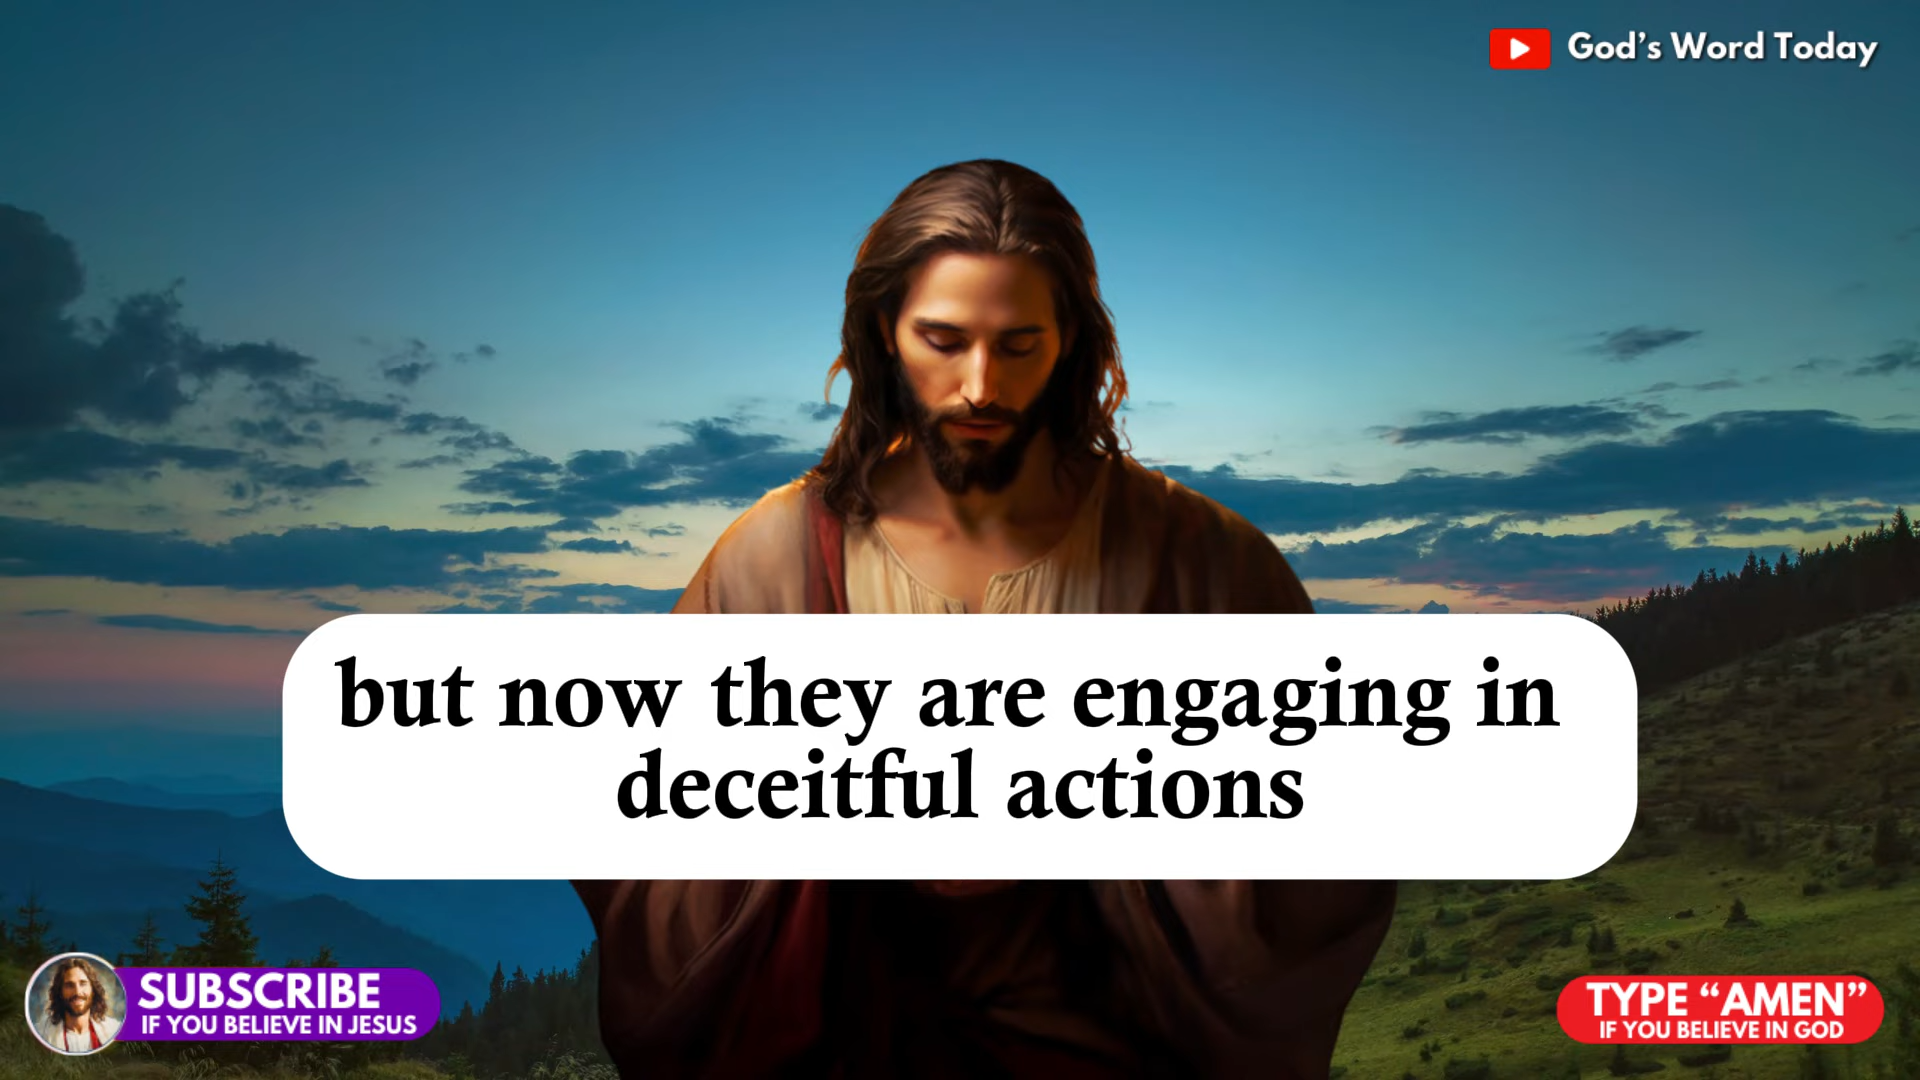 God’s Word Today
but now they are engaging in
deceitful actions
SUBSCRIBE
IF YOU BELIEVE IN JESUS
TYPE “AMEN”
IF YOU BELIEVE IN GOD